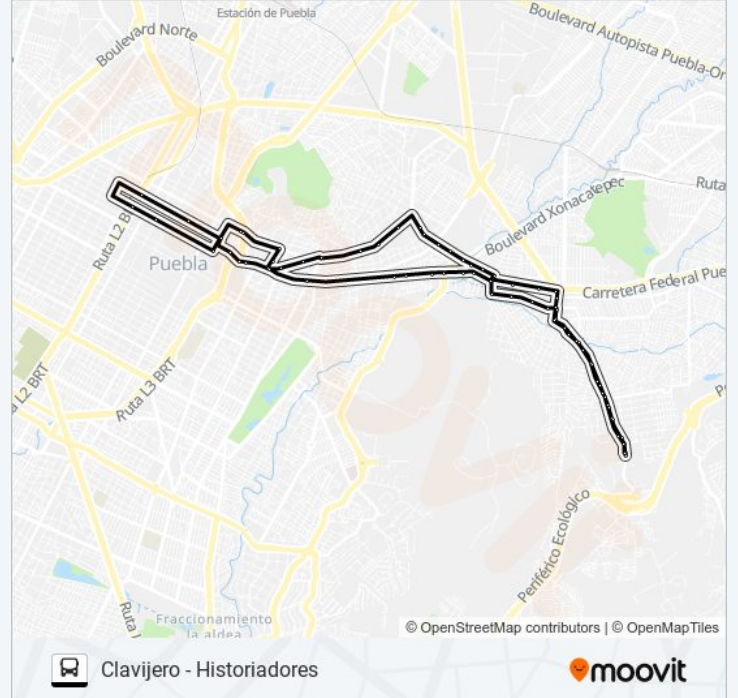 Estación de Puebla
Boulevard Norte
Boulevard Autopista Puebla-Or
Ruta
Boulevard Xonacatepec
Ruta L2 B
Puebla
Carretera Federal Pue
Ruta L3 BRT
a L2 BRT
Periférico Ecológico
Ruta
Fraccionamiento
la aldea
© OpenStreetMap contributors | © OpenMapTiles
Clavijero - Historiadores
moovit